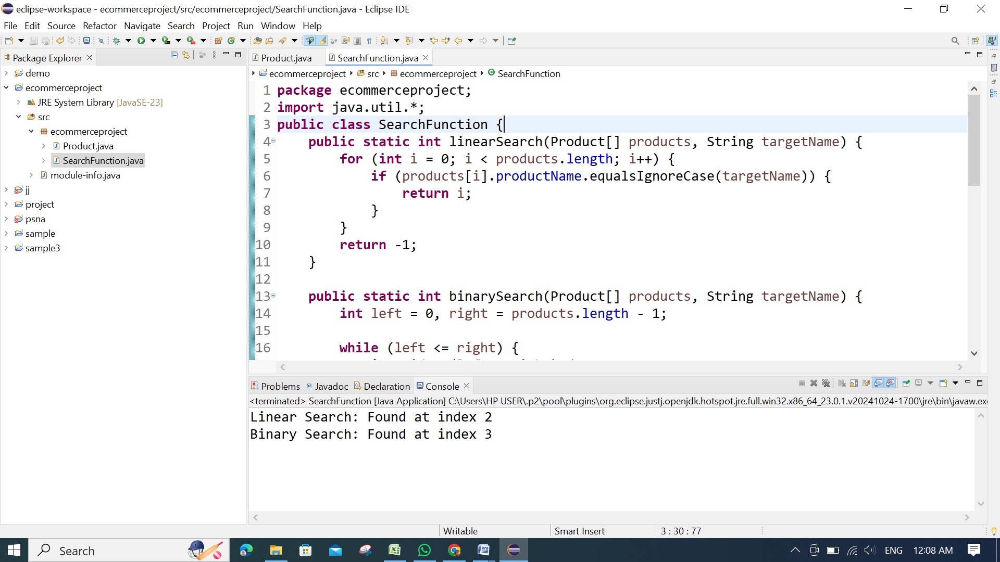 eclipse-workspace - ecommerceproject/src/ecommerceproject/SearchFunction.java - Eclipse IDE
File Edit Source Refactor Navigate Search Project Run Window Help
Package Explorer
demo
ecommerceproject
JRE System Library [JavaSE-23]
src
ecommerceproject
Product.java
SearchFunction.java
module-info.java
jj
project
psna
sample
sample3
Product.java SearchFunction.java
ecommerceproject src ecommerceproject SearchFunction
1 package ecommerceproject;
2 import java.util.*;
3 public class SearchFunction {
4 public static int linearSearch(Product[] products, String targetName) {
5 for (int i = 0; i < products.length; i++) {
6 if (products[i].productName.equalsIgnoreCase(targetName)) {
7 return i;
8 }
9 }
10 return -1;
11 }
12
13 public static int binarySearch(Product[] products, String targetName) {
14 int left = 0, right = products.length - 1;
15
16 while (left <= right) {
Problems @ Javadoc Declaration Console
<terminated> SearchFunction [Java Application] C:\Users\HP USER\.p2\pool\plugins\org.eclipse.justj.openjdk.hotspot.jre.full.win32.x86_64_23.0.1.v20241024-1700\jre\bin\javaw.exe
Linear Search: Found at index 2
Binary Search: Found at index 3
Writable Smart Insert 3 : 30 : 77
Search ENG 12:08 AM